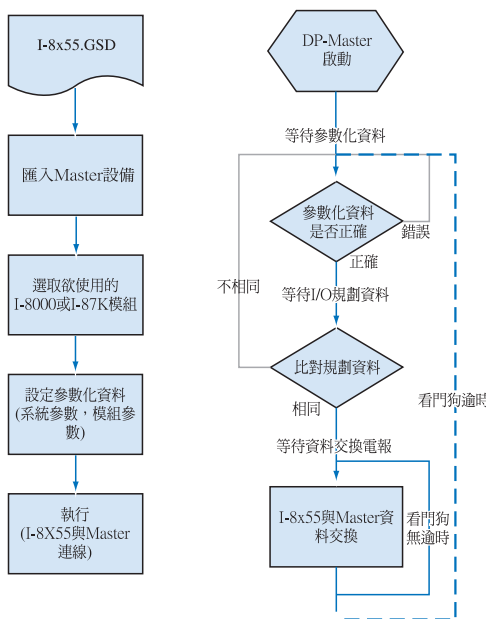 I-8x55.GSD
匯入Master設備
選取欲使用的
I-8000或I-87K模組
設定參數化資料
(系統參數，模組參
數)
執行
(I-8X55與Master
連線)
DP-Master
啟動
等待參數化資料
參數化資料
是否正確
錯誤
正確
不相同
等待I/O規劃資料
比對規劃資料
相同
看門狗逾時
等待資料交換電報
I-8x55與Master資
料交換
看門狗
無逾時